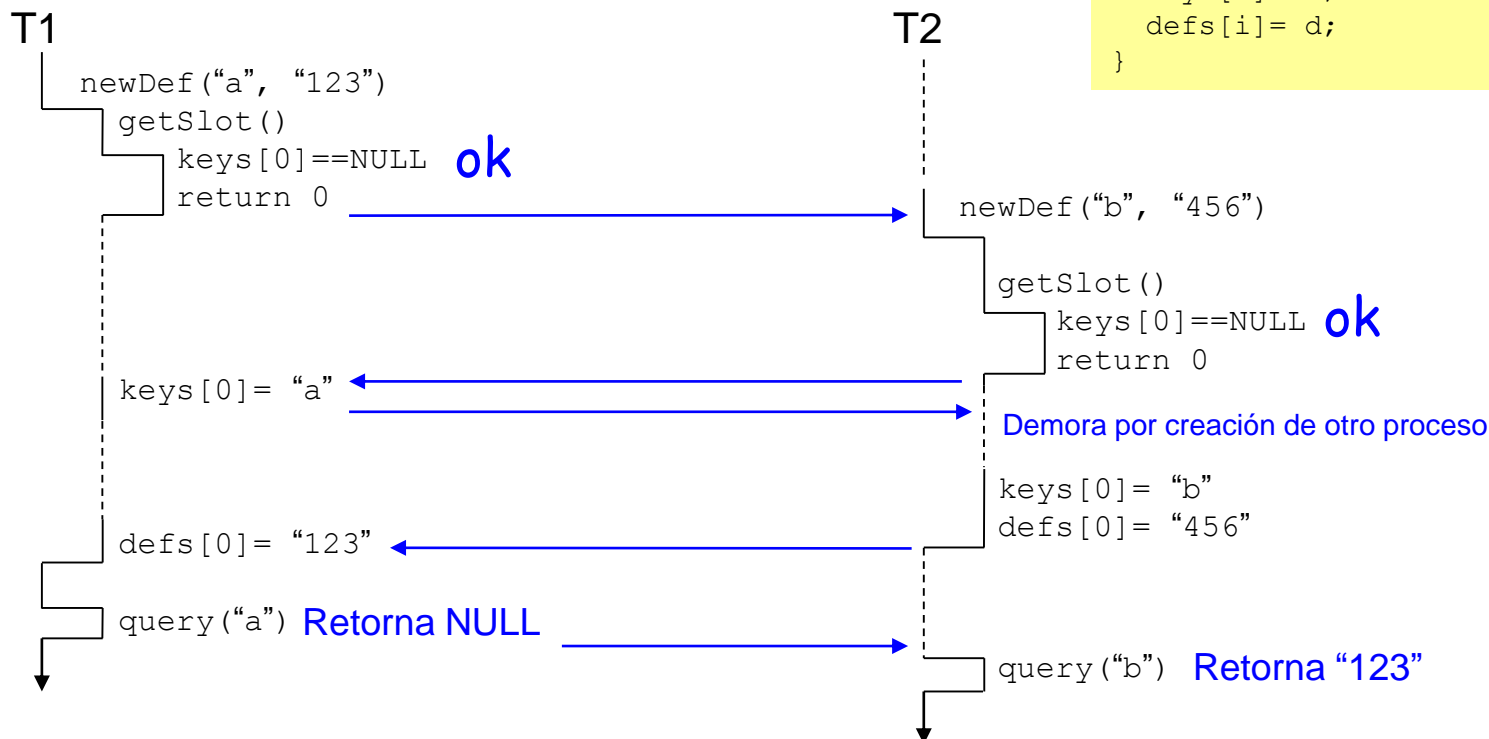 T1
newDef(“a”, “123”)
getSlot()
keys[0]==NULL ok
return 0
keys[0]= “a”
defs[0]= “123”
query(“a”) Retorna NULL
T2
newDef(“b”, “456”)
getSlot()
keys[0]==NULL ok
return 0
Demora por creación de otro proceso
keys[0]= “b”
defs[0]= “456”
query(“b”) Retorna “123”
defs[i]= d;
}